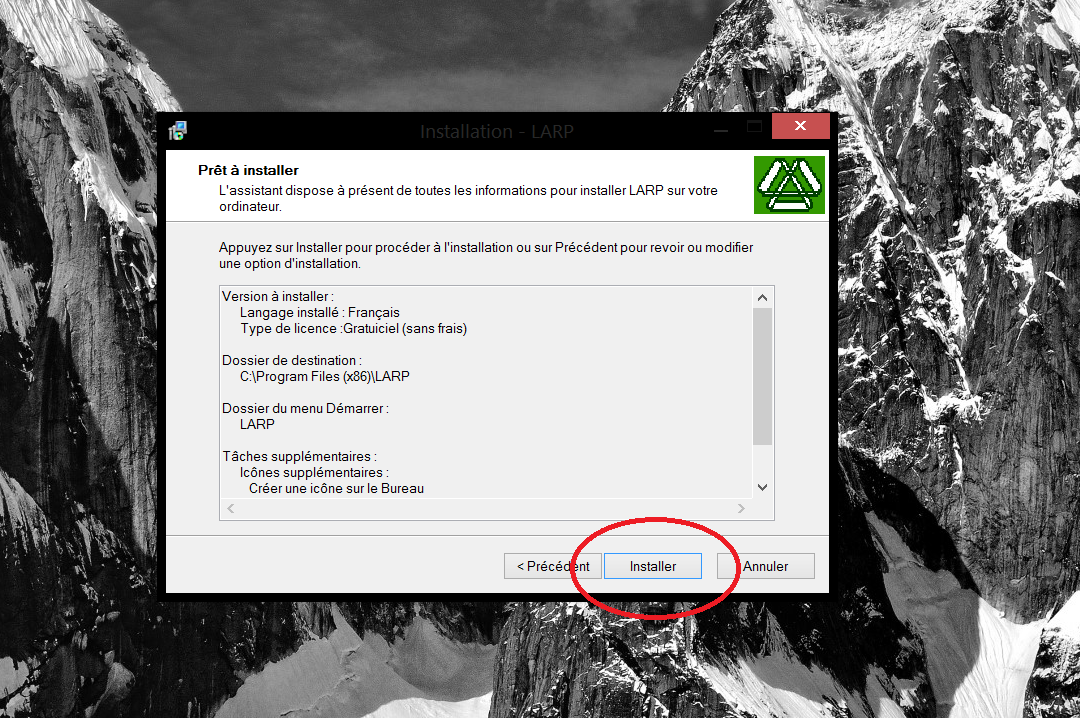 Installation - LARP
Prêt à installer
L'assistant dispose à présent de toutes les informations pour installer LARP sur votre
ordinateur.
Appuyez sur Installer pour procéder à l'installation ou sur Précédent pour revoir ou modifier
une option d'installation.
Version à installer :
Langage installé : Français
Type de licence :Gratuiciel (sans frais)
Dossier de destination :
C:\Program Files (x86)\LARP
Dossier du menu Démarrer :
LARP
Tâches supplémentaires :
Icônes supplémentaires :
Créer une icône sur le Bureau
< Précédent
Installer
Annuler